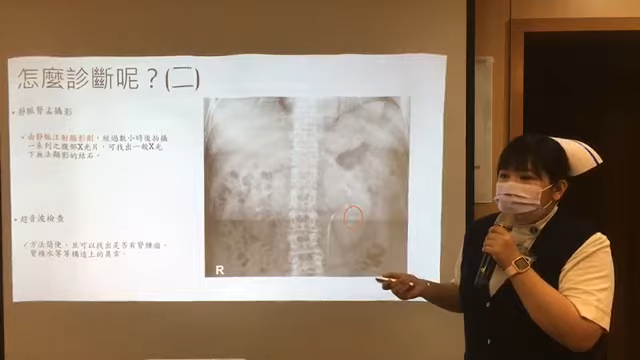 怎麼診斷呢？(二)
• 靜脈腎盂攝影
✓ 由靜脈注射顯影劑，經過數小時後拍攝
一系列之腹部X光片，可找出一般X光
下無法顯影的結石。
• 超音波檢查
✓ 方法簡便，且可以找出是否有腎腫瘤、
腎積水等等構造上的異常。
R